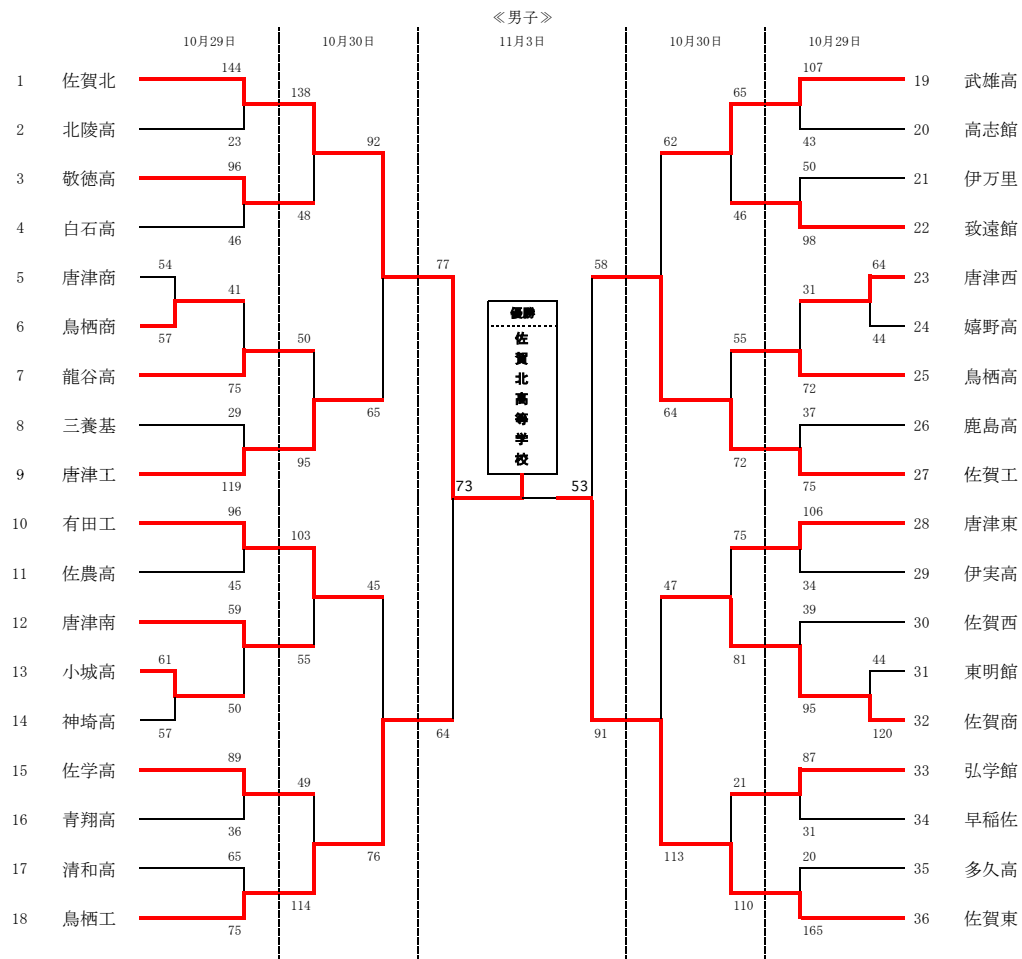 ≪男子≫
10月29日 10月30日 11月3日 10月30日 10月29日
144 107
1 佐賀北 武雄高 19
138 65
2 北陵高 高志館 20
23 92 62 43
96 50
3 敬徳高 伊万里 21
48 46
4 白石高 致遠館 22
46 98
54 77 58 64
5 唐津商 唐津西 23
41 31
優勝
6 鳥栖商 嬉野高 24
57 50 55 44
佐
賀
北
高
等
学
校
7 龍谷高 鳥栖高 25
75 72
29 65 64 37
8 三養基 鹿島高 26
95 72
9 唐津工 佐賀工 27
119 73 53 75
96 106
10 有田工 唐津東 28
103 75
11 佐農高 伊実高 29
45 45 47 34
59 39
12 唐津南 佐賀西 30
61 55 81 44
13 小城高 東明館 31
50 95
14 神埼高 佐賀商 32
57 64 91 120
89 87
15 佐学高 弘学館 33
49 21
16 青翔高 早稲佐 34
36 31
65 76 113 20
17 清和高 多久高 35
114 110
18 鳥栖工 佐賀東 36
75 165